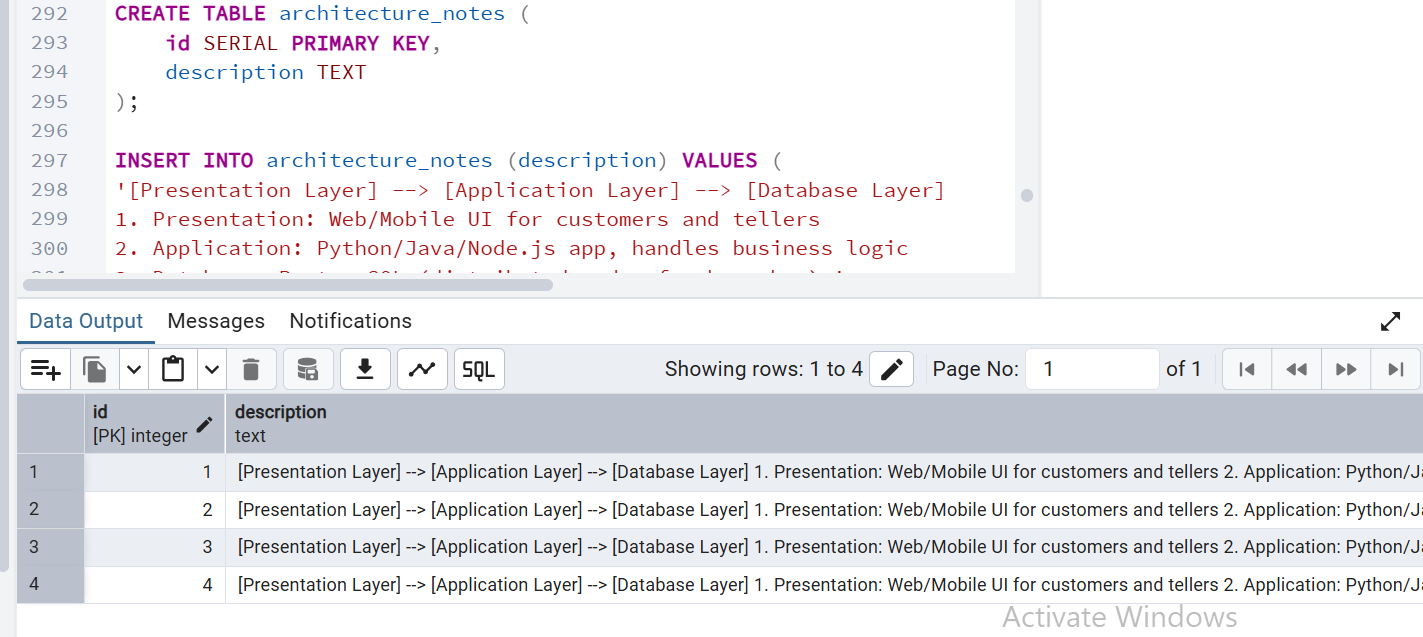 292 CREATE TABLE architecture_notes (
293 id SERIAL PRIMARY KEY,
294 description TEXT
295 );
296
297 INSERT INTO architecture_notes (description) VALUES (
298 '[Presentation Layer] --> [Application Layer] --> [Database Layer]
299 1. Presentation: Web/Mobile UI for customers and tellers
300 2. Application: Python/Java/Node.js app, handles business logic
Data Output Messages Notifications
SQL Showing rows: 1 to 4 Page No: 1 of 1
id description
[PK] integer text
1 1 [Presentation Layer] --> [Application Layer] --> [Database Layer] 1. Presentation: Web/Mobile UI for customers and tellers 2. Application: Python/Ja
2 2 [Presentation Layer] --> [Application Layer] --> [Database Layer] 1. Presentation: Web/Mobile UI for customers and tellers 2. Application: Python/Ja
3 3 [Presentation Layer] --> [Application Layer] --> [Database Layer] 1. Presentation: Web/Mobile UI for customers and tellers 2. Application: Python/Ja
4 4 [Presentation Layer] --> [Application Layer] --> [Database Layer] 1. Presentation: Web/Mobile UI for customers and tellers 2. Application: Python/Ja
Activate Windows